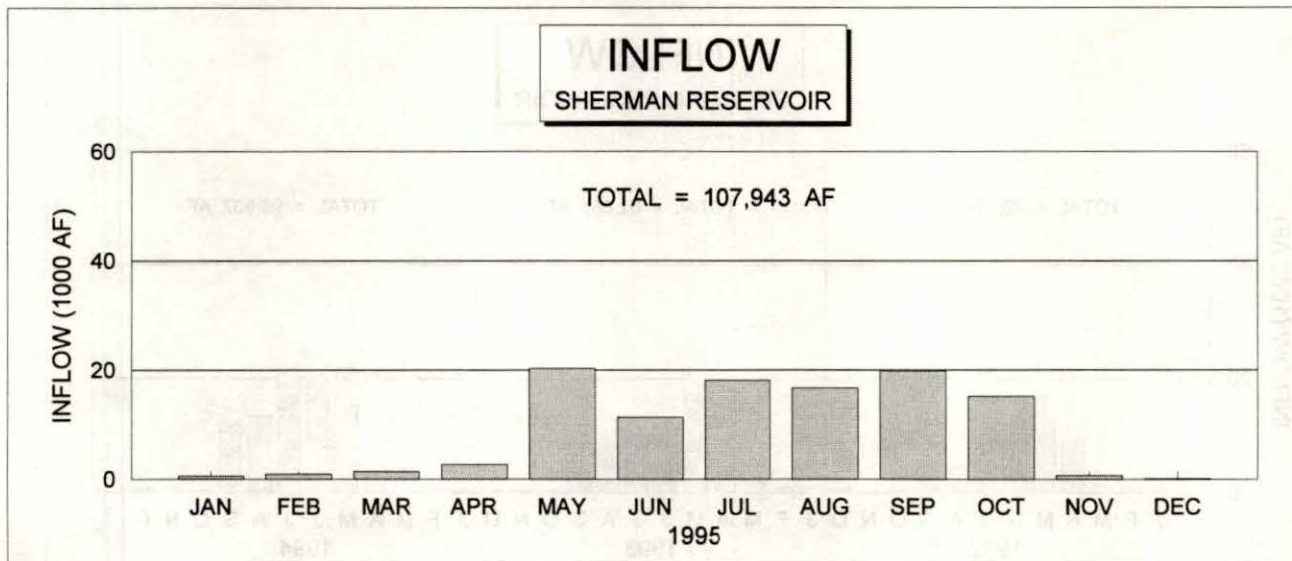 INFLOW
SHERMAN RESERVOIR
TOTAL = 107,943 AF
INFLOW (1000 AF)
60
40
20
0
JAN FEB MAR APR MAY JUN JUL AUG SEP OCT NOV DEC
1995